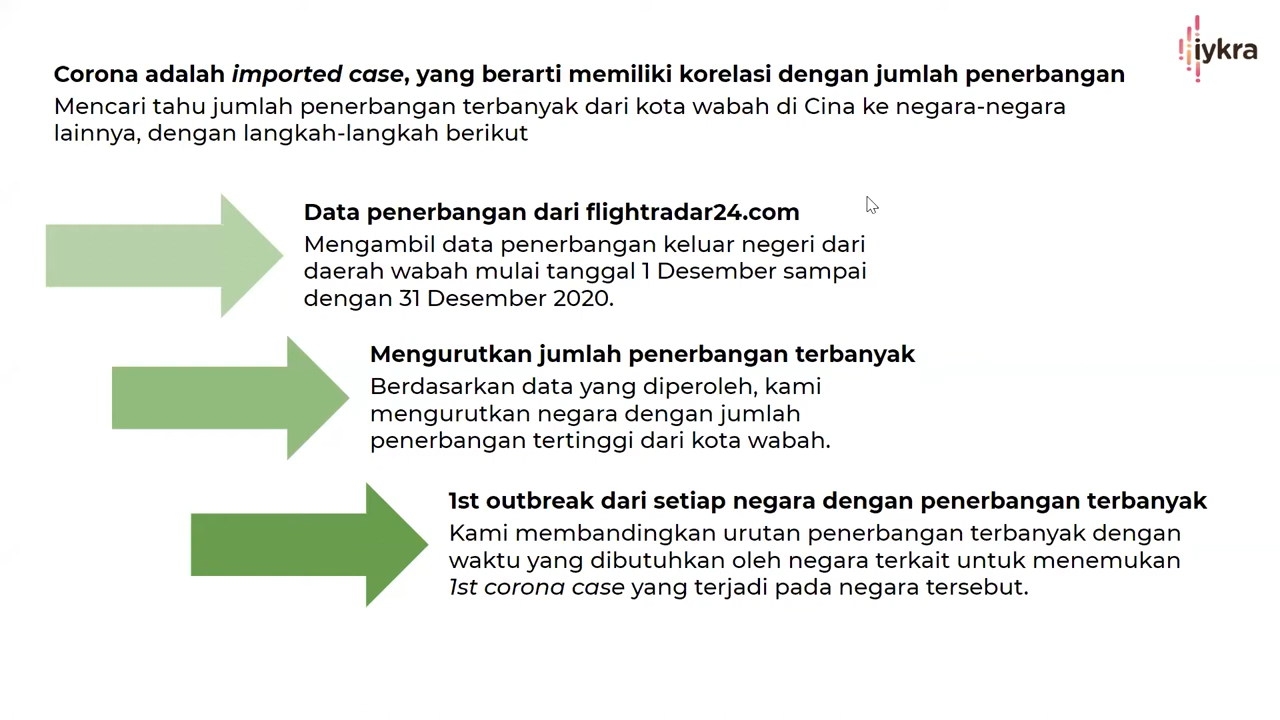 iykra
Corona adalah imported case, yang berarti memiliki korelasi dengan jumlah penerbangan
Mencari tahu jumlah penerbangan terbanyak dari kota wabah di Cina ke negara-negara
lainnya, dengan langkah-langkah berikut
Data penerbangan dari flightradar24.com
Mengambil data penerbangan keluar negeri dari
daerah wabah mulai tanggal 1 Desember sampai
dengan 31 Desember 2020.
Mengurutkan jumlah penerbangan terbanyak
Berdasarkan data yang diperoleh, kami
mengurutkan negara dengan jumlah
penerbangan tertinggi dari kota wabah.
1st outbreak dari setiap negara dengan penerbangan terbanyak
Kami membandingkan urutan penerbangan terbanyak dengan
waktu yang dibutuhkan oleh negara terkait untuk menemukan
1st corona case yang terjadi pada negara tersebut.